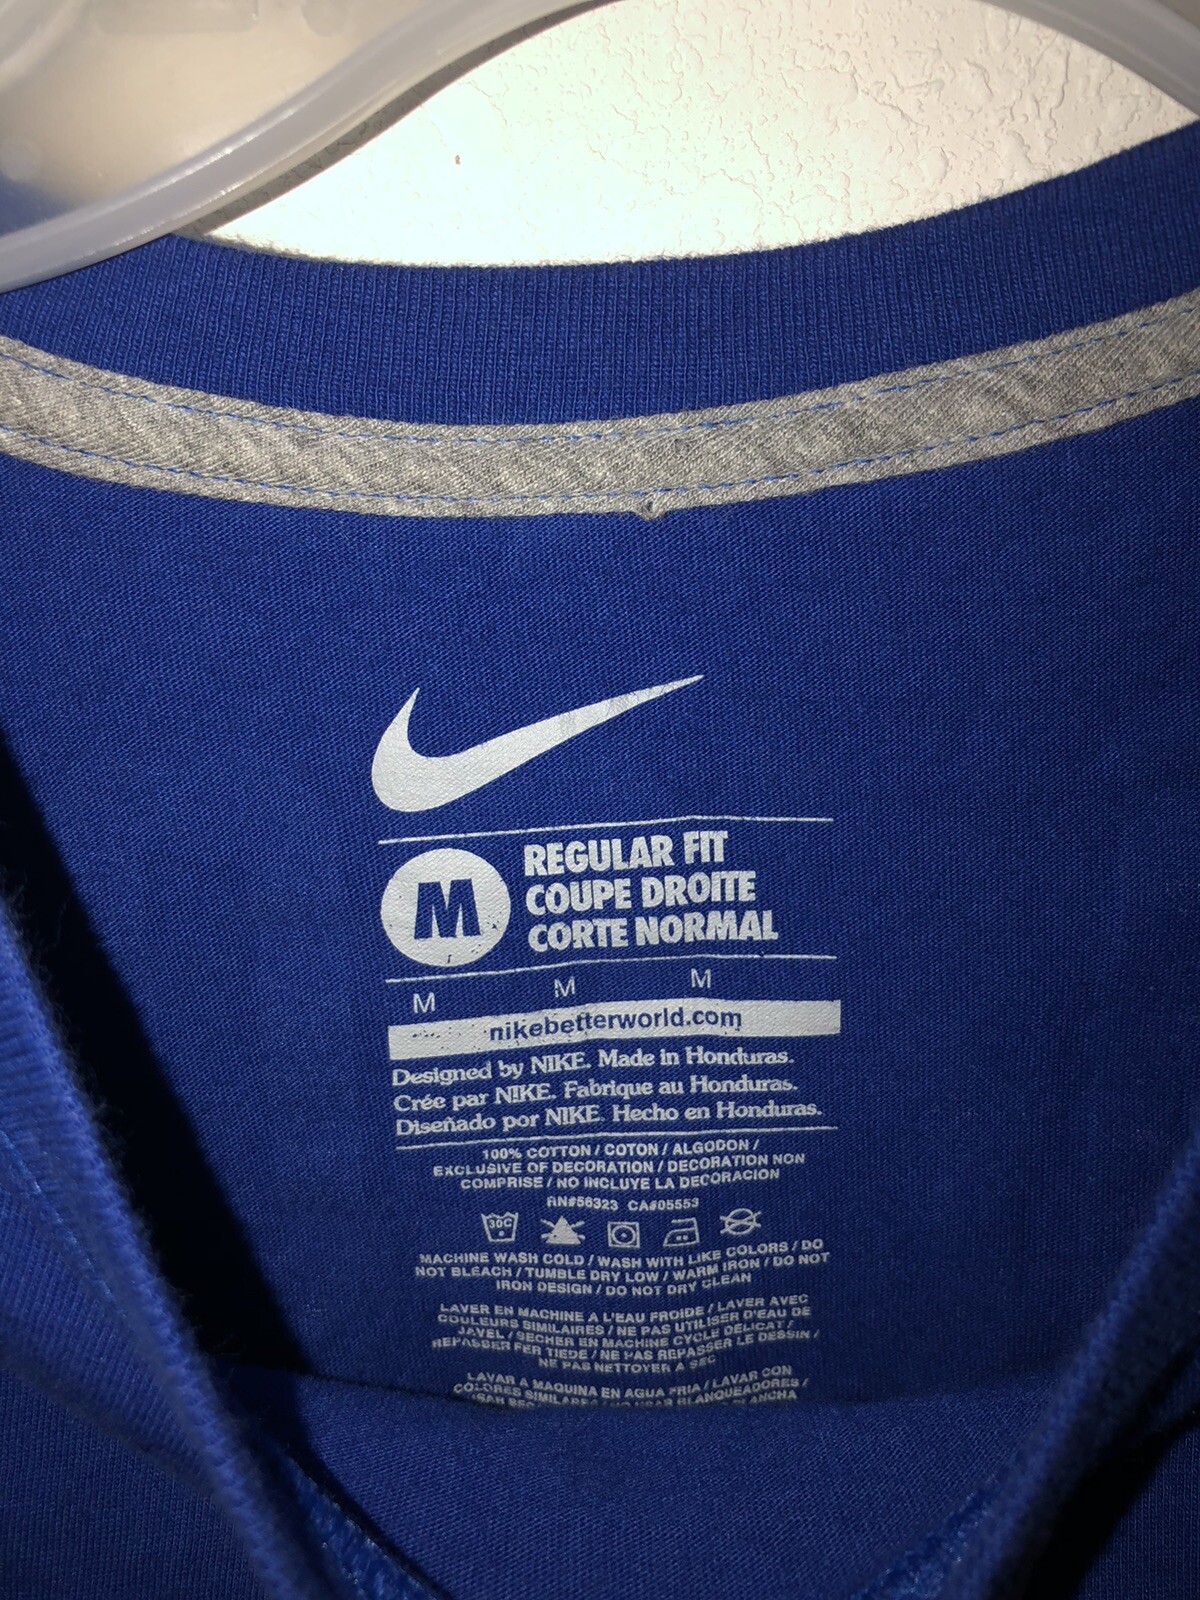 REGULAR FIT
M
COUPE DROITE
CORTE NORMAL
M M M
nikebetterworld.com
Designed by NIKE. Made in Honduras.
Crée par NIKE. Fabrique au Honduras.
Diseñado por NIKE. Hecho en Honduras.
100% COTTON / COTON / ALGODON /
EXCLUSIVE OF DECORATION / DECORATION NON
COMPRISE / NO INCLUYE LA DECORACION
RN#56323 CA#05553
30C
MACHINE WASH COLD / WASH WITH LIKE COLORS / DO
NOT BLEACH / TUMBLE DRY LOW / WARM IRON / DO NOT
IRON DESIGN / DO NOT DRY CLEAN
LAVER EN MACHINE A L'EAU FROIDE / LAVER AVEC
COULEURS SIMILAIRES / NE PAS UTILISER D'EAU DE
JAVEL / SECHER EN MACHINE CYCLE DELICAT /
REPASSER FER TIEDE / NE PAS REPASSER LE DESSIN /
NE PAS NETTOYER A SEC
LAVAR A MAQUINA EN AGUA FRIA / LAVAR CON
COLORES SIMILARES / NO USAR BLANQUEADORES /
PLANCHA